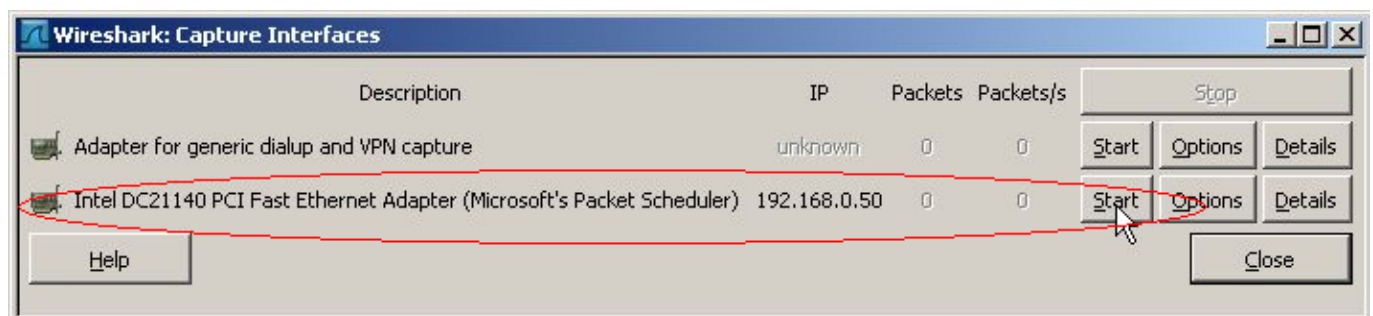 Wireshark: Capture Interfaces
Description IP Packets Packets/s Stop
Adapter for generic dialup and VPN capture unknown 0 0 Start Options Details
Intel DC21140 PCI Fast Ethernet Adapter (Microsoft's Packet Scheduler) 192.168.0.50 0 0 Start Options Details
Help Close